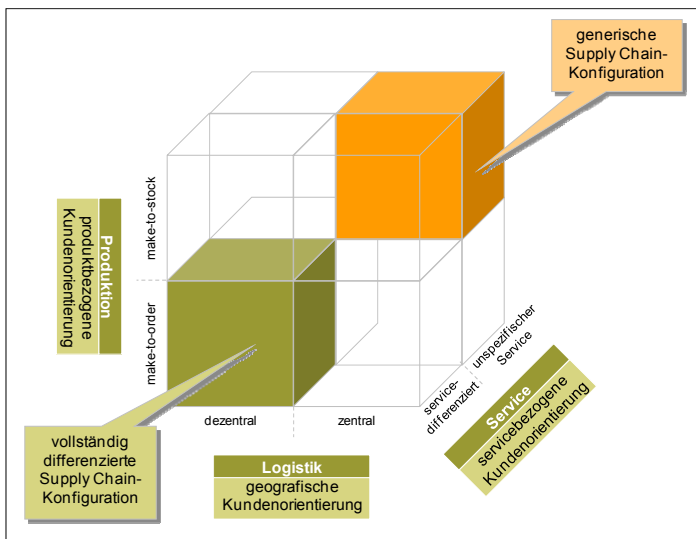 generische
Supply Chain-
Konfiguration
make-to-stock
make-to-order
Produktion
produktbezogene
Kundenorientierung
dezentral
zentral
service-
differenziert
unspezifischer
Service
Service
servicebezogene
Kundenorientierung
Logistik
geografische
Kundenorientierung
vollständig
differenzierte
Supply Chain-
Konfiguration